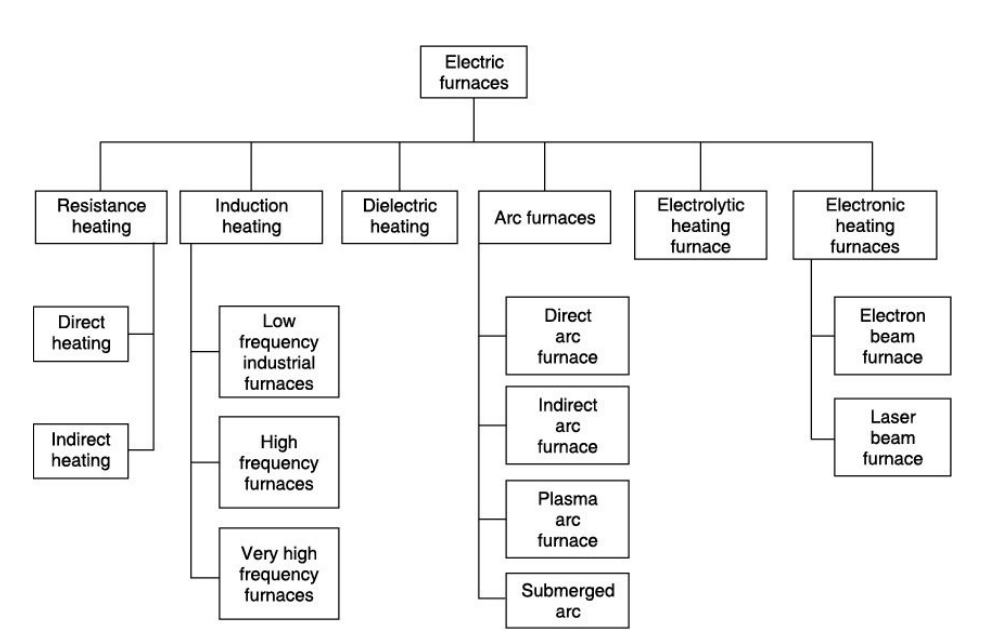 Electric
furnaces
Resistance
heating
Induction
heating
Dielectric
heating
Arc furnaces
Electrolytic
heating
furnace
Electronic
heating
furnaces
Direct
heating
Indirect
heating
Low
frequency
industrial
furnaces
High
frequency
furnaces
Very high
frequency
furnaces
Direct
arc
furnace
Indirect
arc
furnace
Plasma
arc
furnace
Submerged
arc
Electron
beam
furnace
Laser
beam
furnace